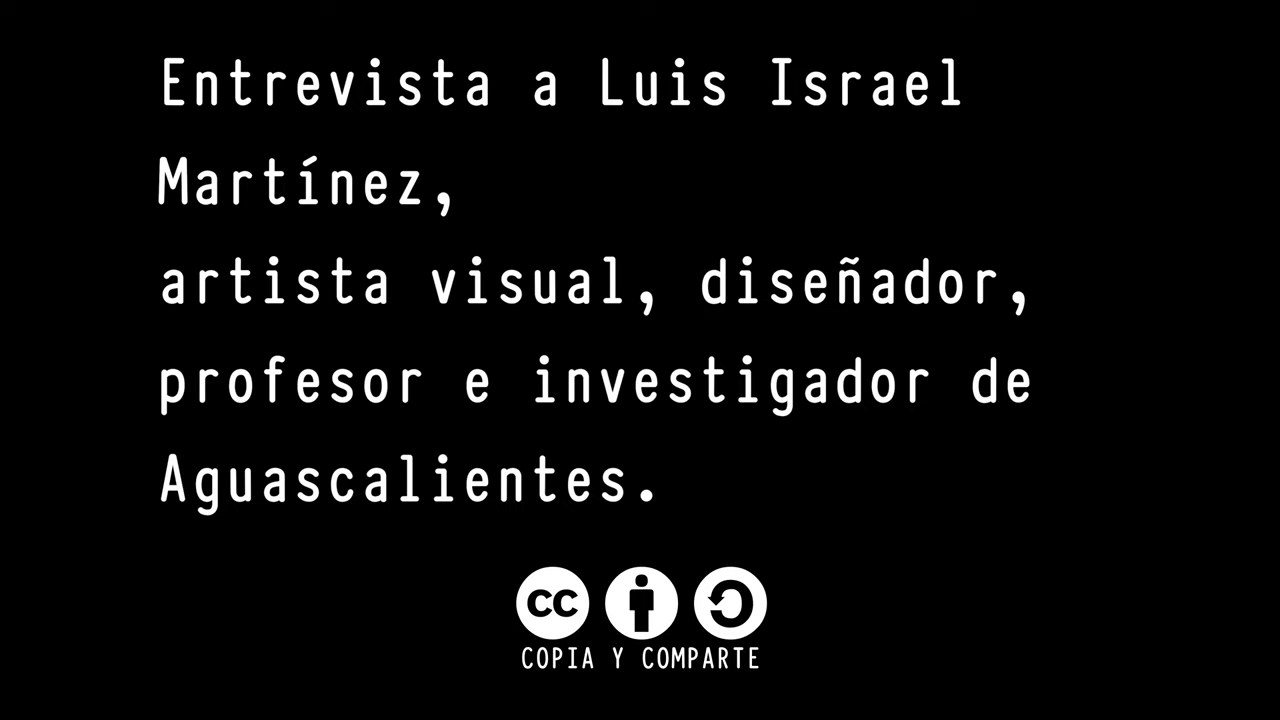 Entrevista a Luis Israel
Martínez,
artista visual, diseñador,
profesor e investigador de
Aguascalientes.
cc
COPIA Y COMPARTE